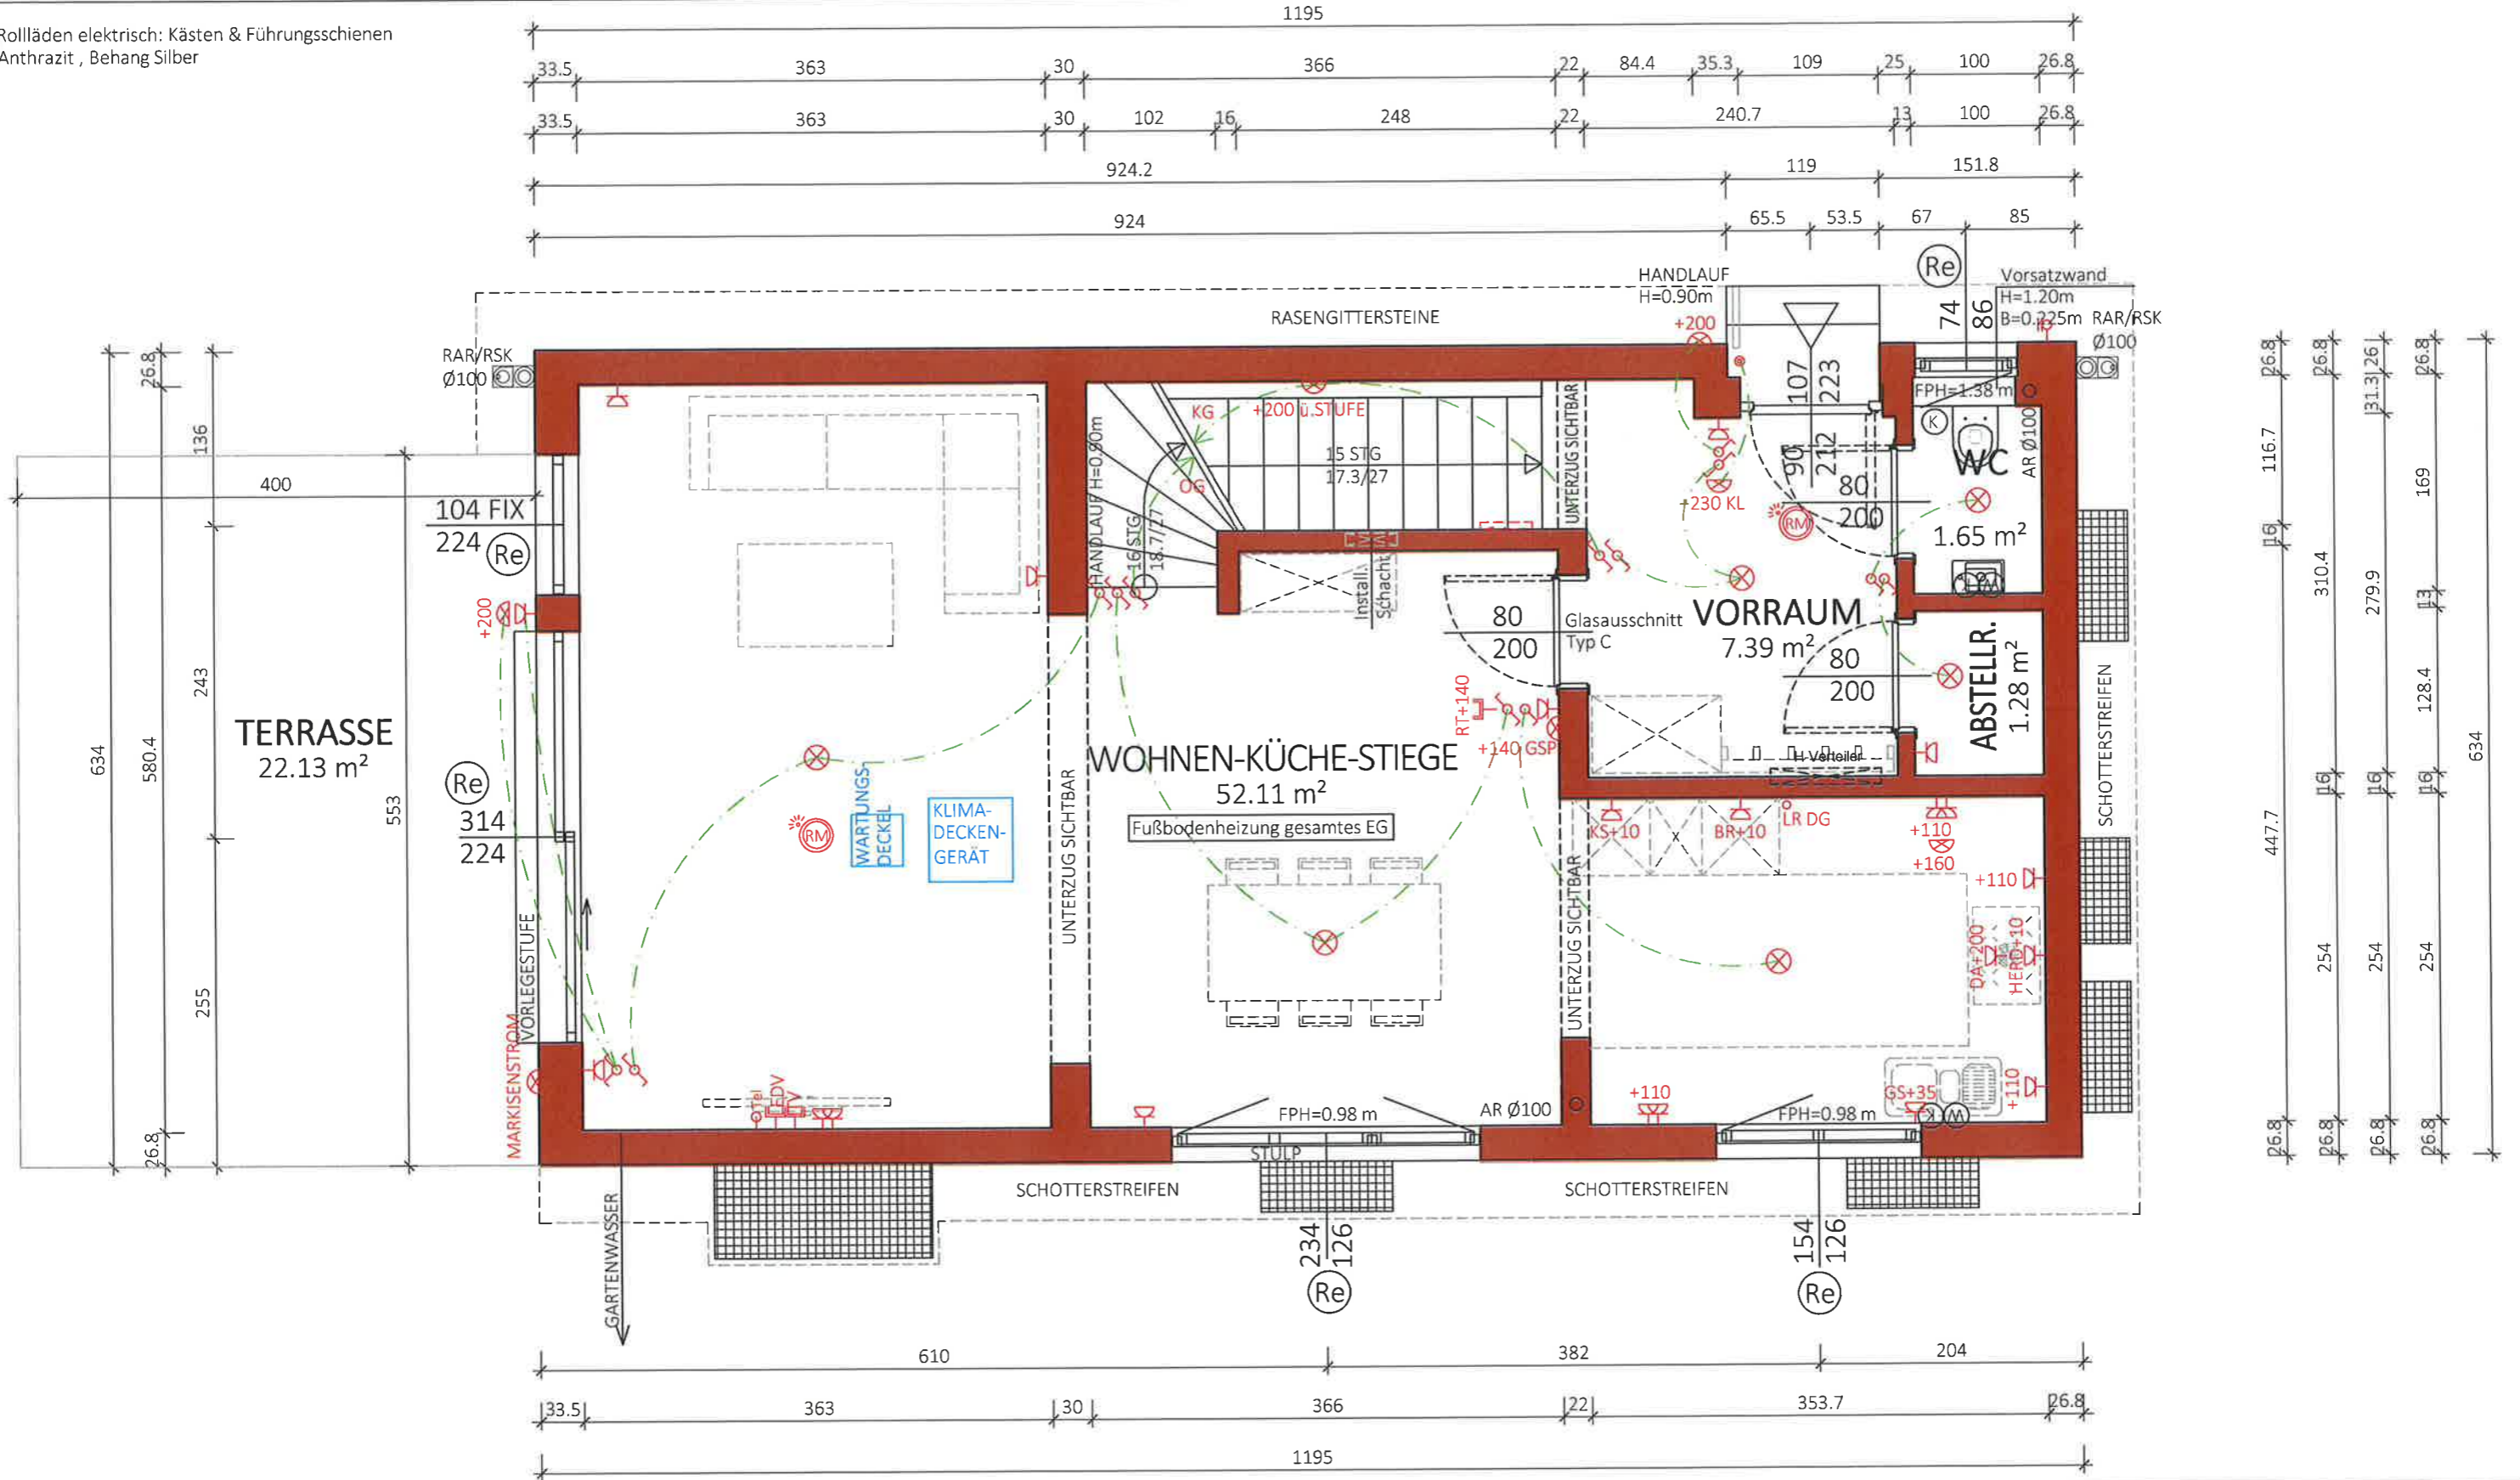 Rollläden elektrisch: Kästen & Führungsschienen
Anthrazit , Behang Silber
1195
33.5 363 30 366 22 84.4 35.3 109 25 100 26.8
33.5 363 30 102 16 248 22 240.7 13 100 26.8
924.2 119 151.8
924 65.5 53.5 67 85
HANDLAUF
H=0.90m
Re
74
86
Vorsatzwand
H=1.20m
B=0.225m
RAR/RSK
Ø100
RASENGITTERSTEINE
+200
RAR/RSK
Ø100
107
223
FPH=1.38 m
K
WC
1.65 m²
AR Ø100
90
212
80
200
KG
+200 ü.STUFE
OG
15 STG
17.3/27
16 STG
18.7/27
HANDLAUF H=0.90m
UNTERZUG SICHTBAR
+230 KL
RM
400
104 FIX
224
Re
+200
Install.
Schacht
80
200
Glasausschnitt
Typ C
VORRAUM
7.39 m²
80
200
ABSTELLR.
1.28 m²
SCHOTTERSTREIFEN
TERRASSE
22.13 m²
Re
314
224
VORLEGESTUFE
MARKISENSTROM
RM
WARTUNGS-
DECKEL
KLIMA-
DECKEN-
GERÄT
UNTERZUG SICHTBAR
WOHNEN-KÜCHE-STIEGE
52.11 m²
Fußbodenheizung gesamtes EG
RT+140
+140 GSP
H-Verteiler
KS+10
BR+10
LR DG
+110
+160
+110
DA+200
HERD+10
UNTERZUG SICHTBAR
Tel
EDV
TV
FPH=0.98 m
AR Ø100
+110
FPH=0.98 m
GS+35
K
W
+110
STULP
SCHOTTERSTREIFEN
SCHOTTERSTREIFEN
GARTENWASSER
234
126
Re
154
126
Re
634
26.8 580.4 26.8
136 243 255
553
26.8 116.7 16 447.7 26.8
26.8 310.4 16 254 26.8
26 31.3 279.9 16 254 26.8
26.8 169 13 128.4 16 254 26.8
634
610 382 204
33.5 363 30 366 22 353.7 26.8
1195